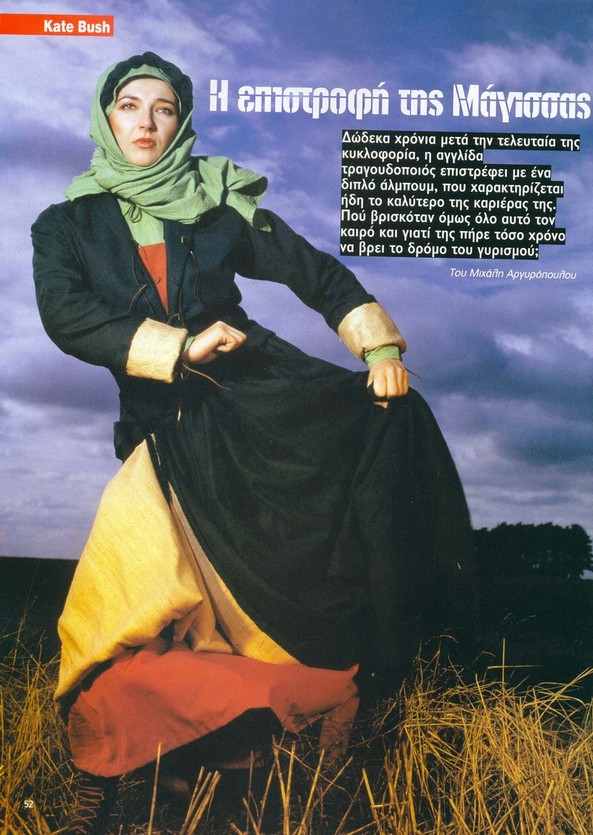 Kate Bush
Η επιστροφή της Μάγισσας
Δώδεκα χρόνια μετά την τελευταία της
κυκλοφορία, η αγγλίδα
τραγουδοποιός επιστρέφει με ένα
διπλό άλμπουμ, που χαρακτηρίζεται
ήδη το καλύτερο της καριέρας της.
Πού βρισκόταν όμως όλο αυτό τον
καιρό και γιατί της πήρε τόσο χρόνο
να βρει το δρόμο του γυρισμού;
Του Μιχάλη Αργυρόπουλου
52